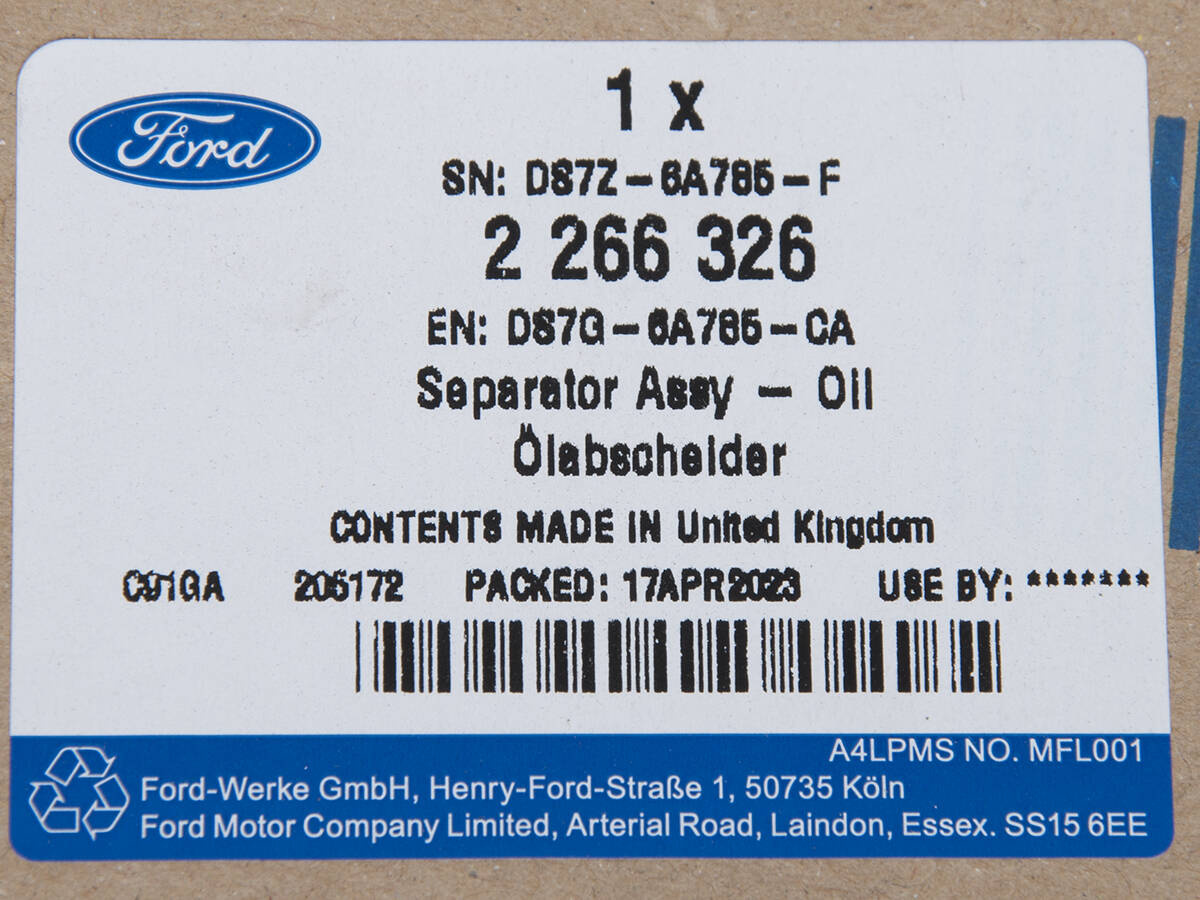 Ford
1 x
SN: DS7Z-6A785-F
2 266 326
EN: DS7G-6A785-CA
Separator Assy - Oil
Ölabscheider
CONTENTS MADE IN United Kingdom
C91GA 205172 PACKED: 17APR2023 USE BY: *******
A4LPMS NO. MFL001
Ford-Werke GmbH, Henry-Ford-Straße 1, 50735 Köln
Ford Motor Company Limited, Arterial Road, Laindon, Essex. SS15 6EE